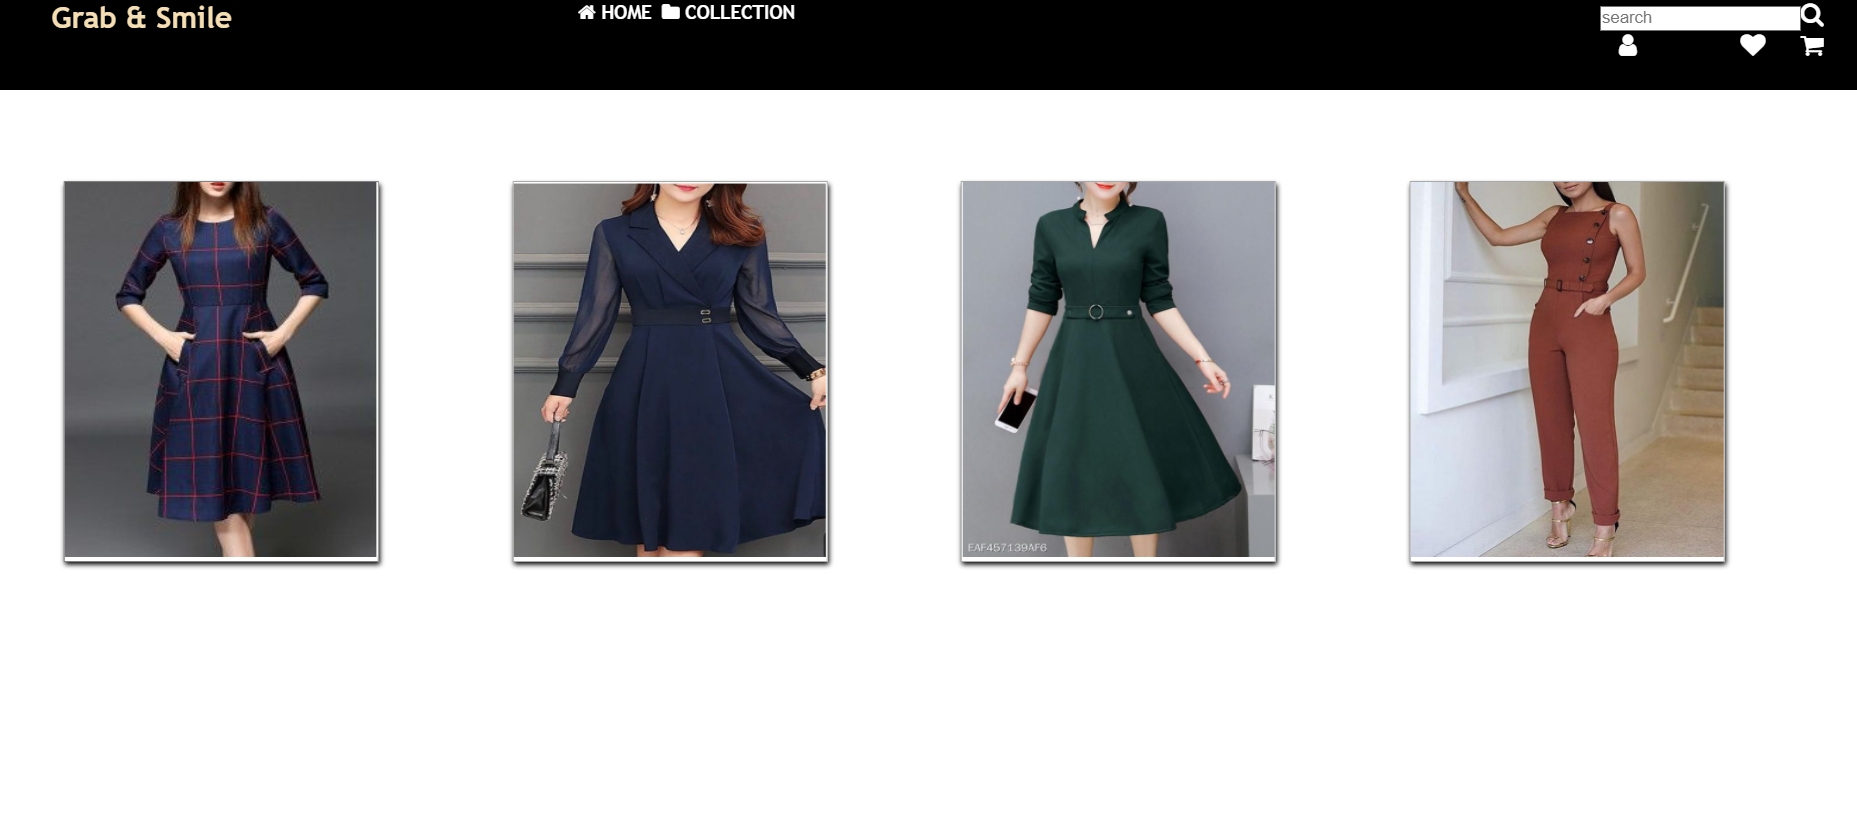 Grab & Smile
HOME COLLECTION
search
EAF457139AF6